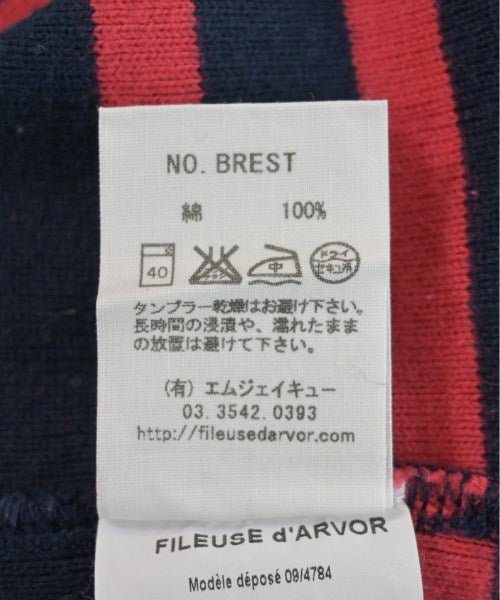 NO. BREST
綿 100%
40 中 ドライ
セキユ系
タンブラー乾燥はお避け下さい。
長時間の浸漬や、濡れたまま
の放置は避けて下さい。
(有) エムジェイキュー
03.3542.0393
http://fileusedarvor.com
FILEUSE d'ARVOR
Modèle déposé 09/4784